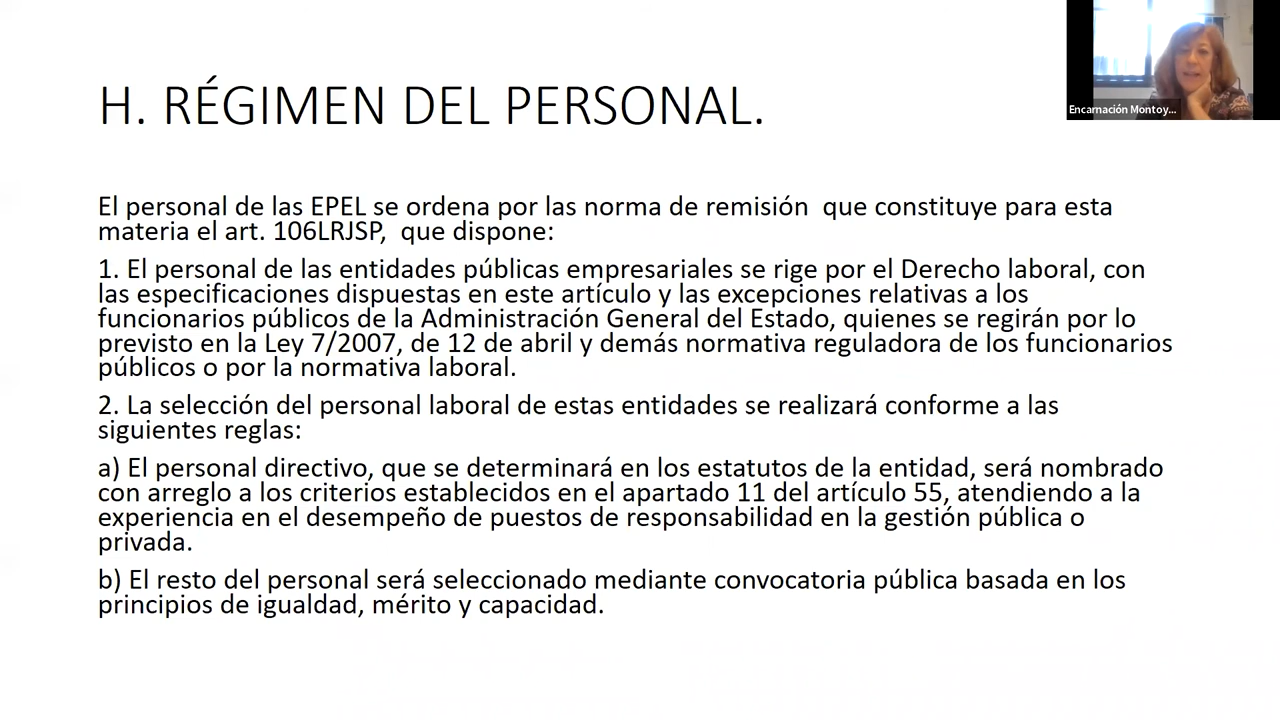 H. RÉGIMEN DEL PERSONAL.
Encarnación Montoy...
El personal de las EPEL se ordena por las norma de remisión que constituye para esta
materia el art. 106LRJSP, que dispone:
1. El personal de las entidades públicas empresariales se rige por el Derecho laboral, con
las especificaciones dispuestas en este artículo y las excepciones relativas a los
funcionarios públicos de la Administración General del Estado, quienes se regirán por lo
previsto en la Ley 7/2007, de 12 de abril y demás normativa reguladora de los funcionarios
públicos o por la normativa laboral.
2. La selección del personal laboral de estas entidades se realizará conforme a las
siguientes reglas:
a) El personal directivo, que se determinará en los estatutos de la entidad, será nombrado
con arreglo a los criterios establecidos en el apartado 11 del artículo 55, atendiendo a la
experiencia en el desempeño de puestos de responsabilidad en la gestión pública o
privada.
b) El resto del personal será seleccionado mediante convocatoria pública basada en los
principios de igualdad, mérito y capacidad.